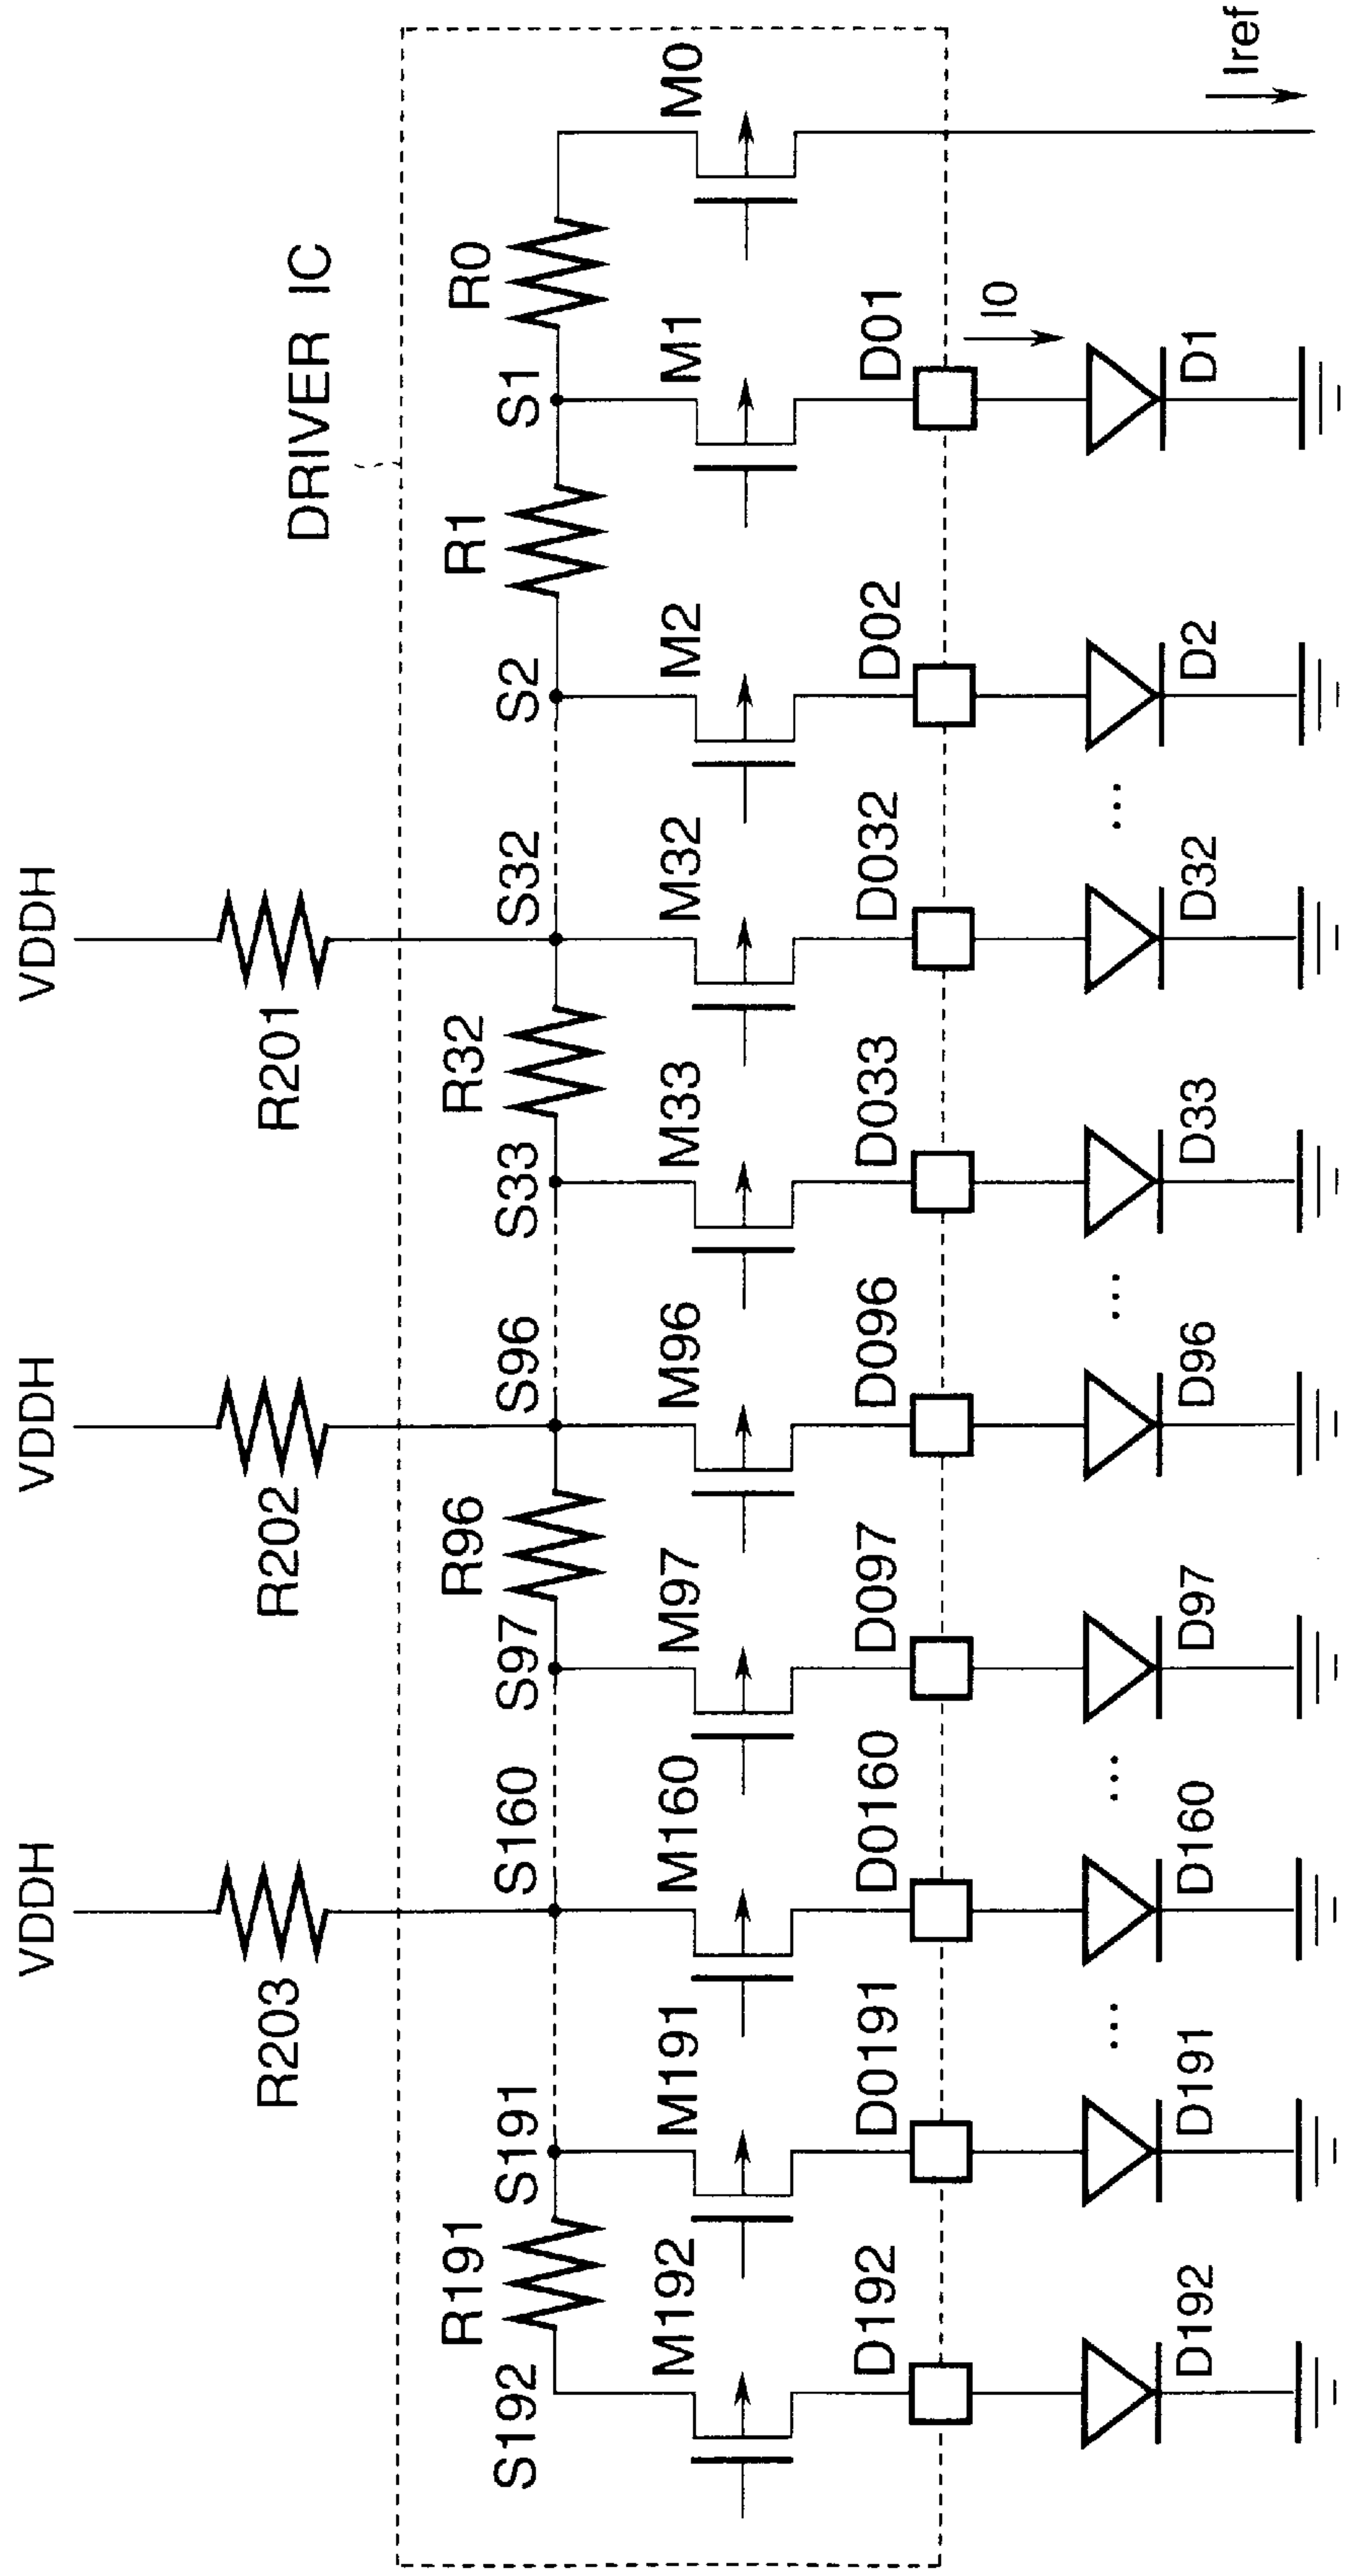 VDDH VDDH VDDH
R203 R202 R201
DRIVER IC
R191 R96 R32 R1 R0
S192 S191 S160 S97 S96 S33 S32 S2 S1
M192 M191 M160 M97 M96 M33 M32 M2 M1 M0
D192 D0191 D0160 D097 D096 D033 D032 D02 D01
I0
D192 D191 ... D160 ... D97 D96 ... D33 D32 ... D2 D1
Iref